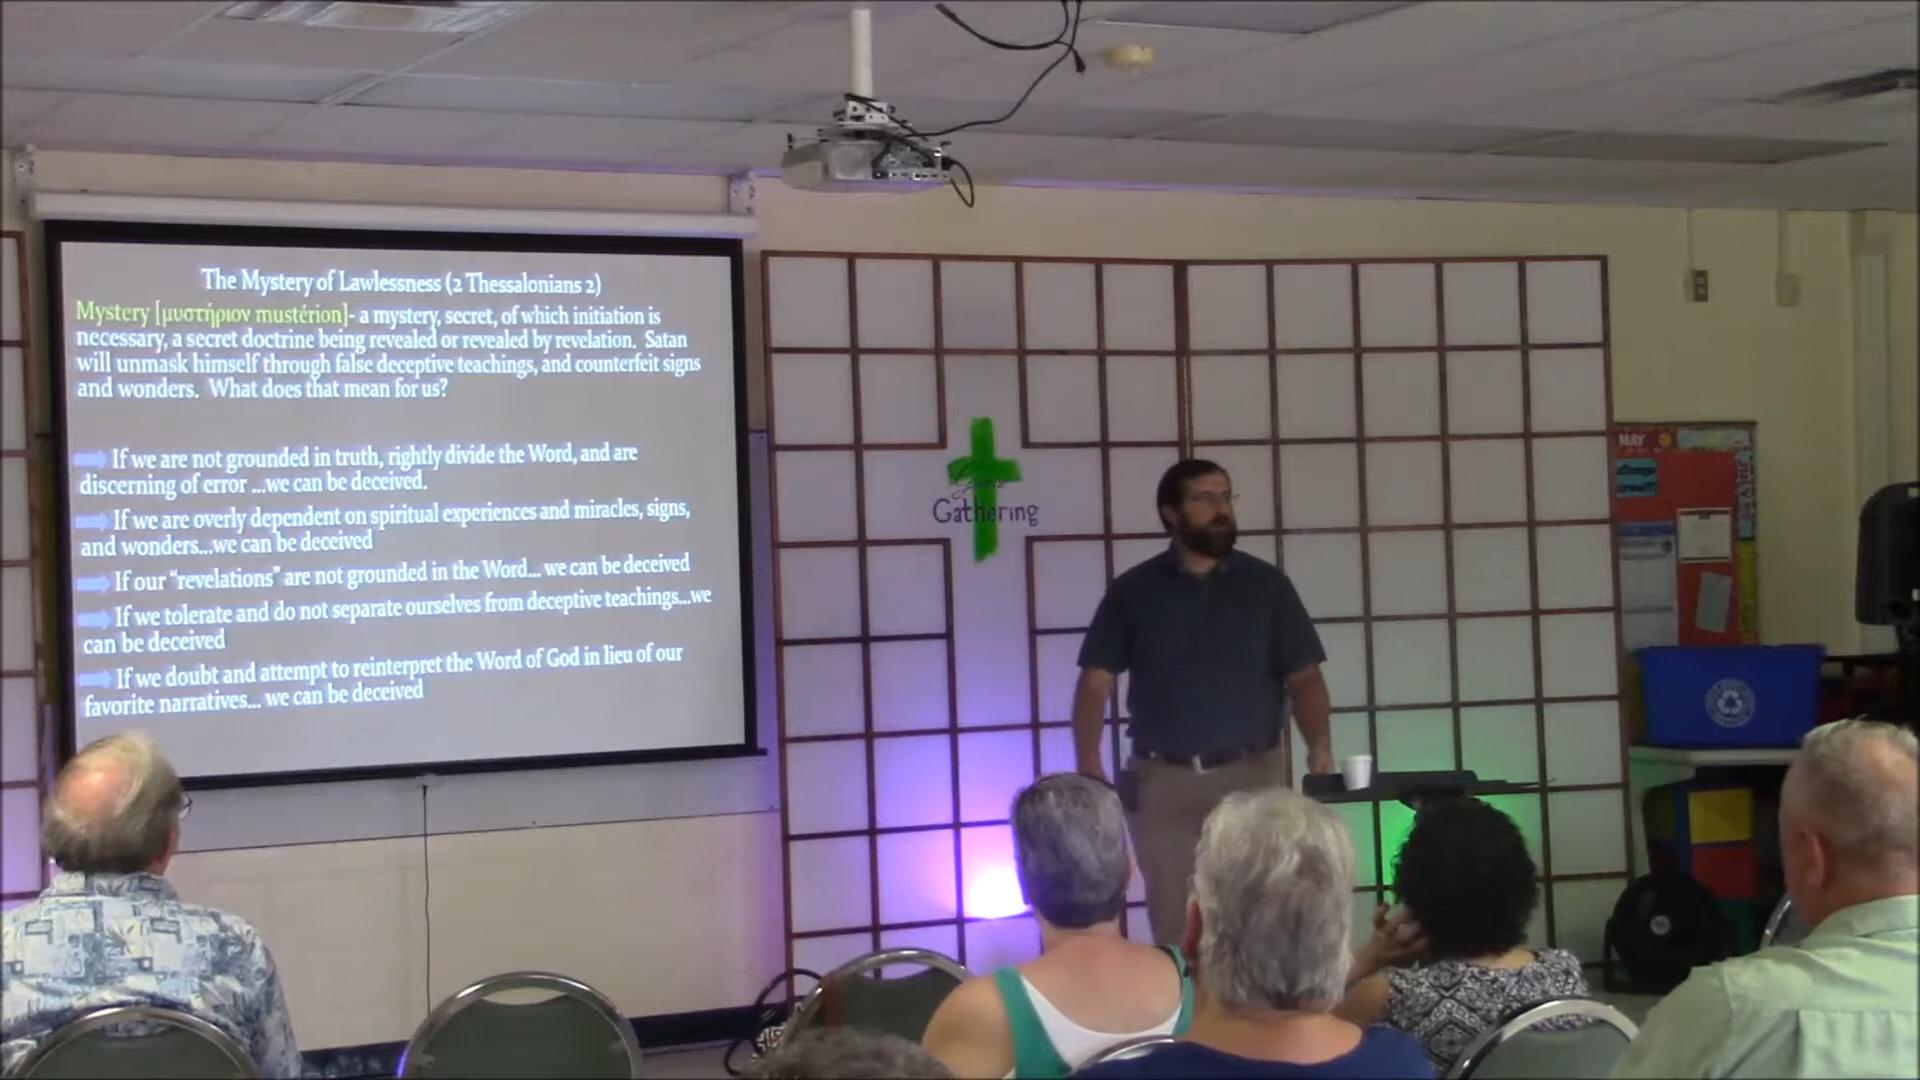 The Mystery of Lawlessness (2 Thessalonians 2)
Mystery [μυστήριον mustérion]- a mystery, secret, of which initiation is
necessary, a secret doctrine being revealed or revealed by revelation. Satan
will unmask himself through false deceptive teachings, and counterfeit signs
and wonders. What does that mean for us?
If we are not grounded in truth, rightly divide the Word, and are
discerning of error ...we can be deceived.
If we are overly dependent on spiritual experiences and miracles, signs,
and wonders...we can be deceived
If our “revelations” are not grounded in the Word... we can be deceived
If we tolerate and do not separate ourselves from deceptive teachings...we
can be deceived
If we doubt and attempt to reinterpret the Word of God in lieu of our
favorite narratives... we can be deceived
Gathering
MAY